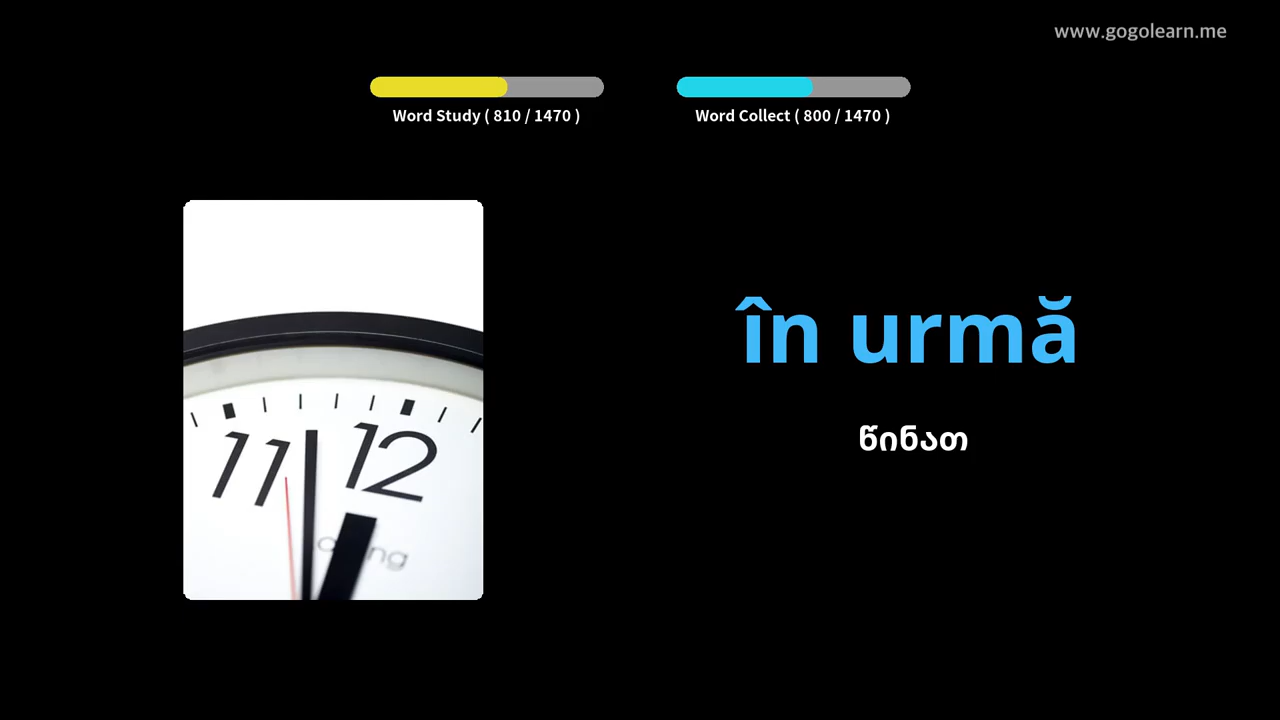 www.gogolearn.me
Word Study ( 810 / 1470 )
Word Collect ( 800 / 1470 )
în urmă
წინათ
11
12